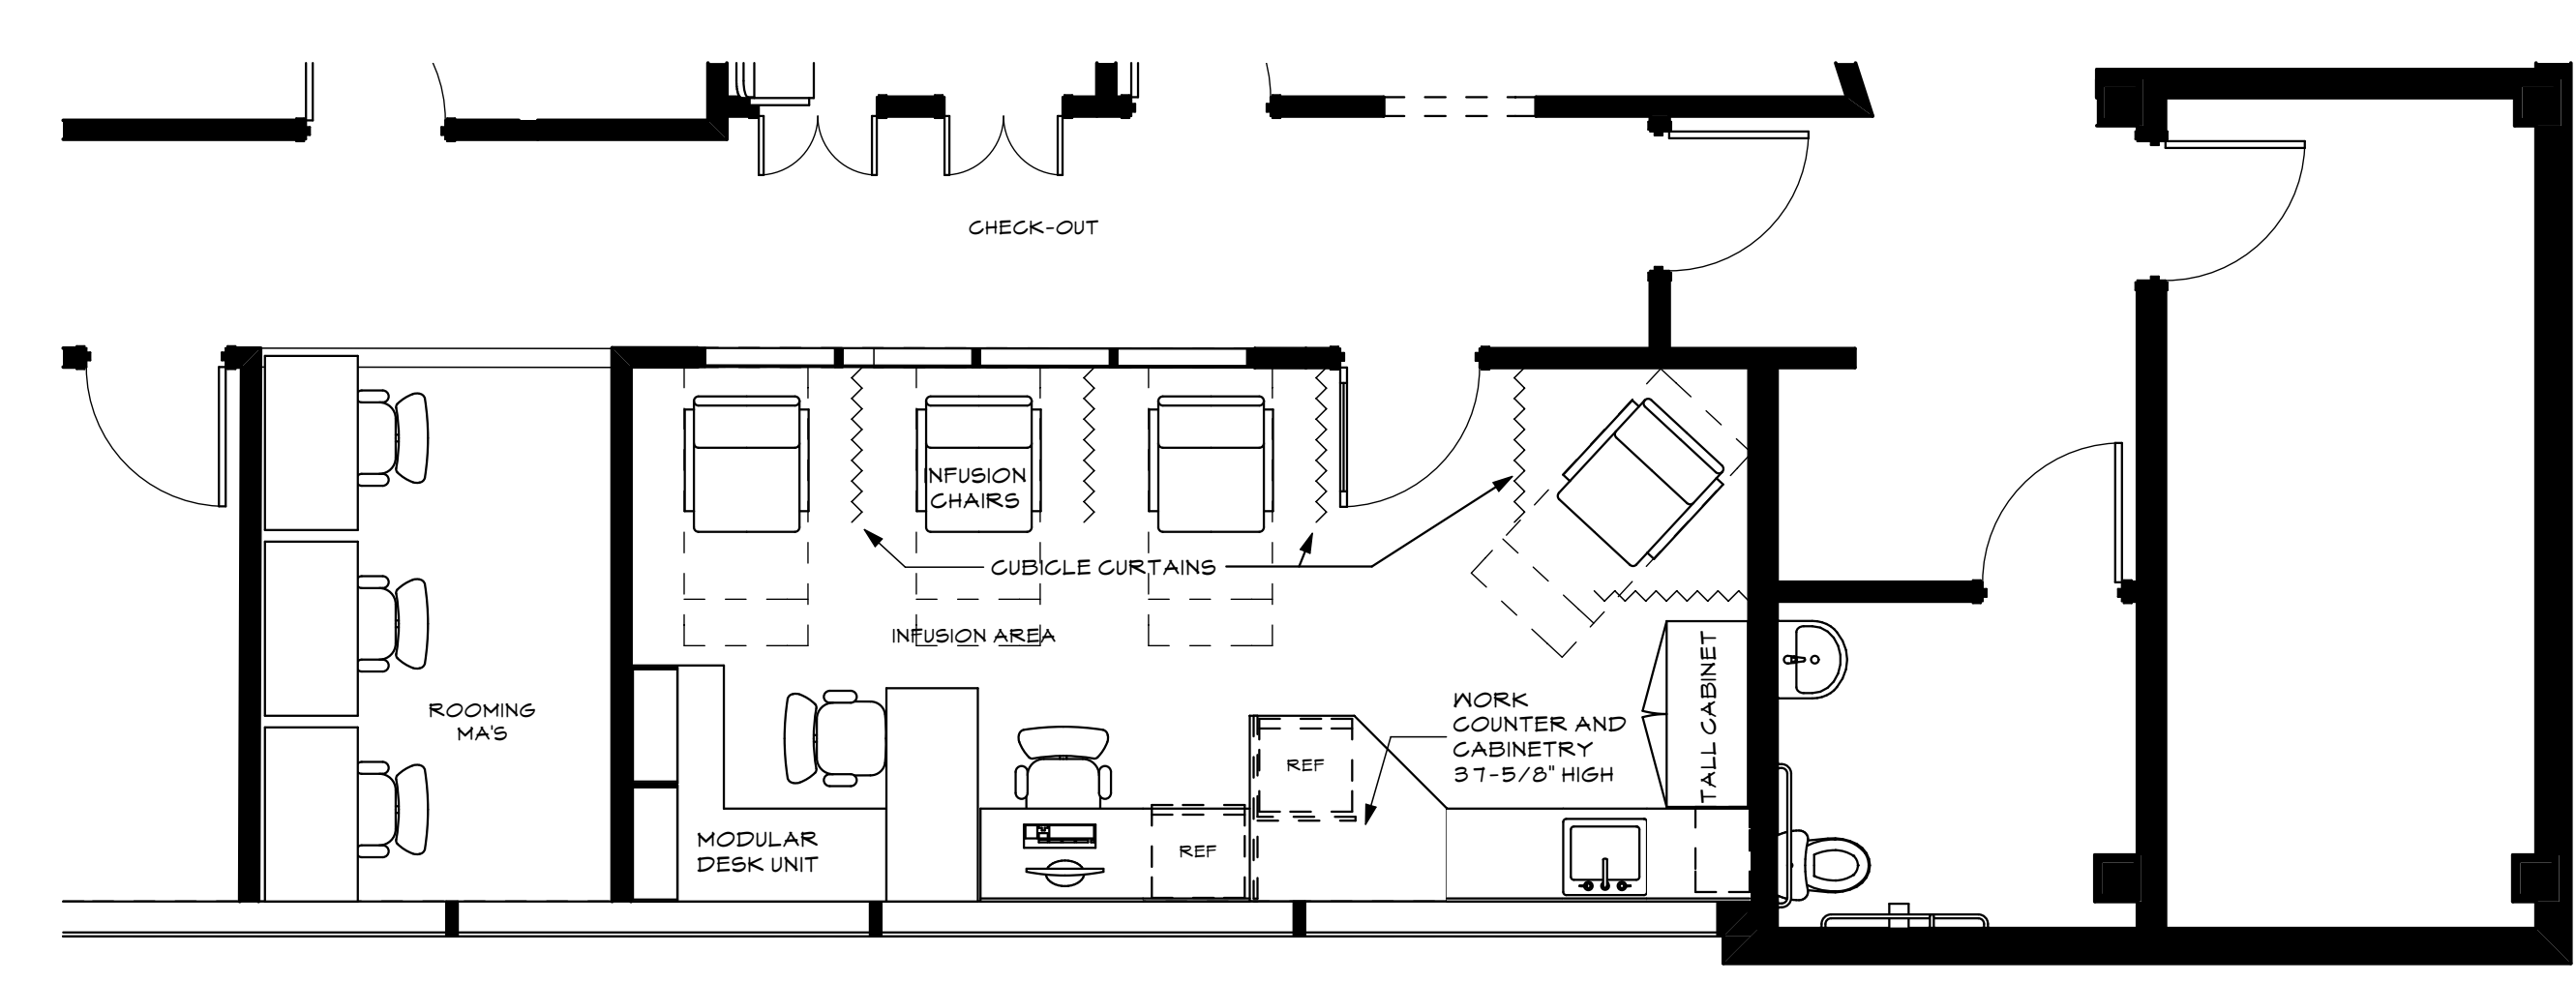 CHECK-OUT
INFUSION
CHAIRS
CUBICLE CURTAINS
INFUSION AREA
ROOMING
MA'S
WORK
COUNTER AND
CABINETRY
37-5/8" HIGH
TALL CABINET
REF
REF
MODULAR
DESK UNIT